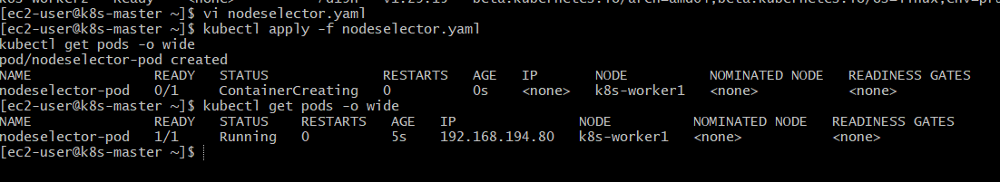 [ec2-user@k8s-master ~]$ vi nodeselector.yaml
[ec2-user@k8s-master ~]$ kubectl apply -f nodeselector.yaml
kubectl get pods -o wide
pod/nodeselector-pod created
NAME READY STATUS RESTARTS AGE IP NODE NOMINATED NODE READINESS GATES
nodeselector-pod 0/1 ContainerCreating 0 0s <none> k8s-worker1 <none> <none>
[ec2-user@k8s-master ~]$ kubectl get pods -o wide
NAME READY STATUS RESTARTS AGE IP NODE NOMINATED NODE READINESS GATES
nodeselector-pod 1/1 Running 0 5s 192.168.194.80 k8s-worker1 <none> <none>
[ec2-user@k8s-master ~]$